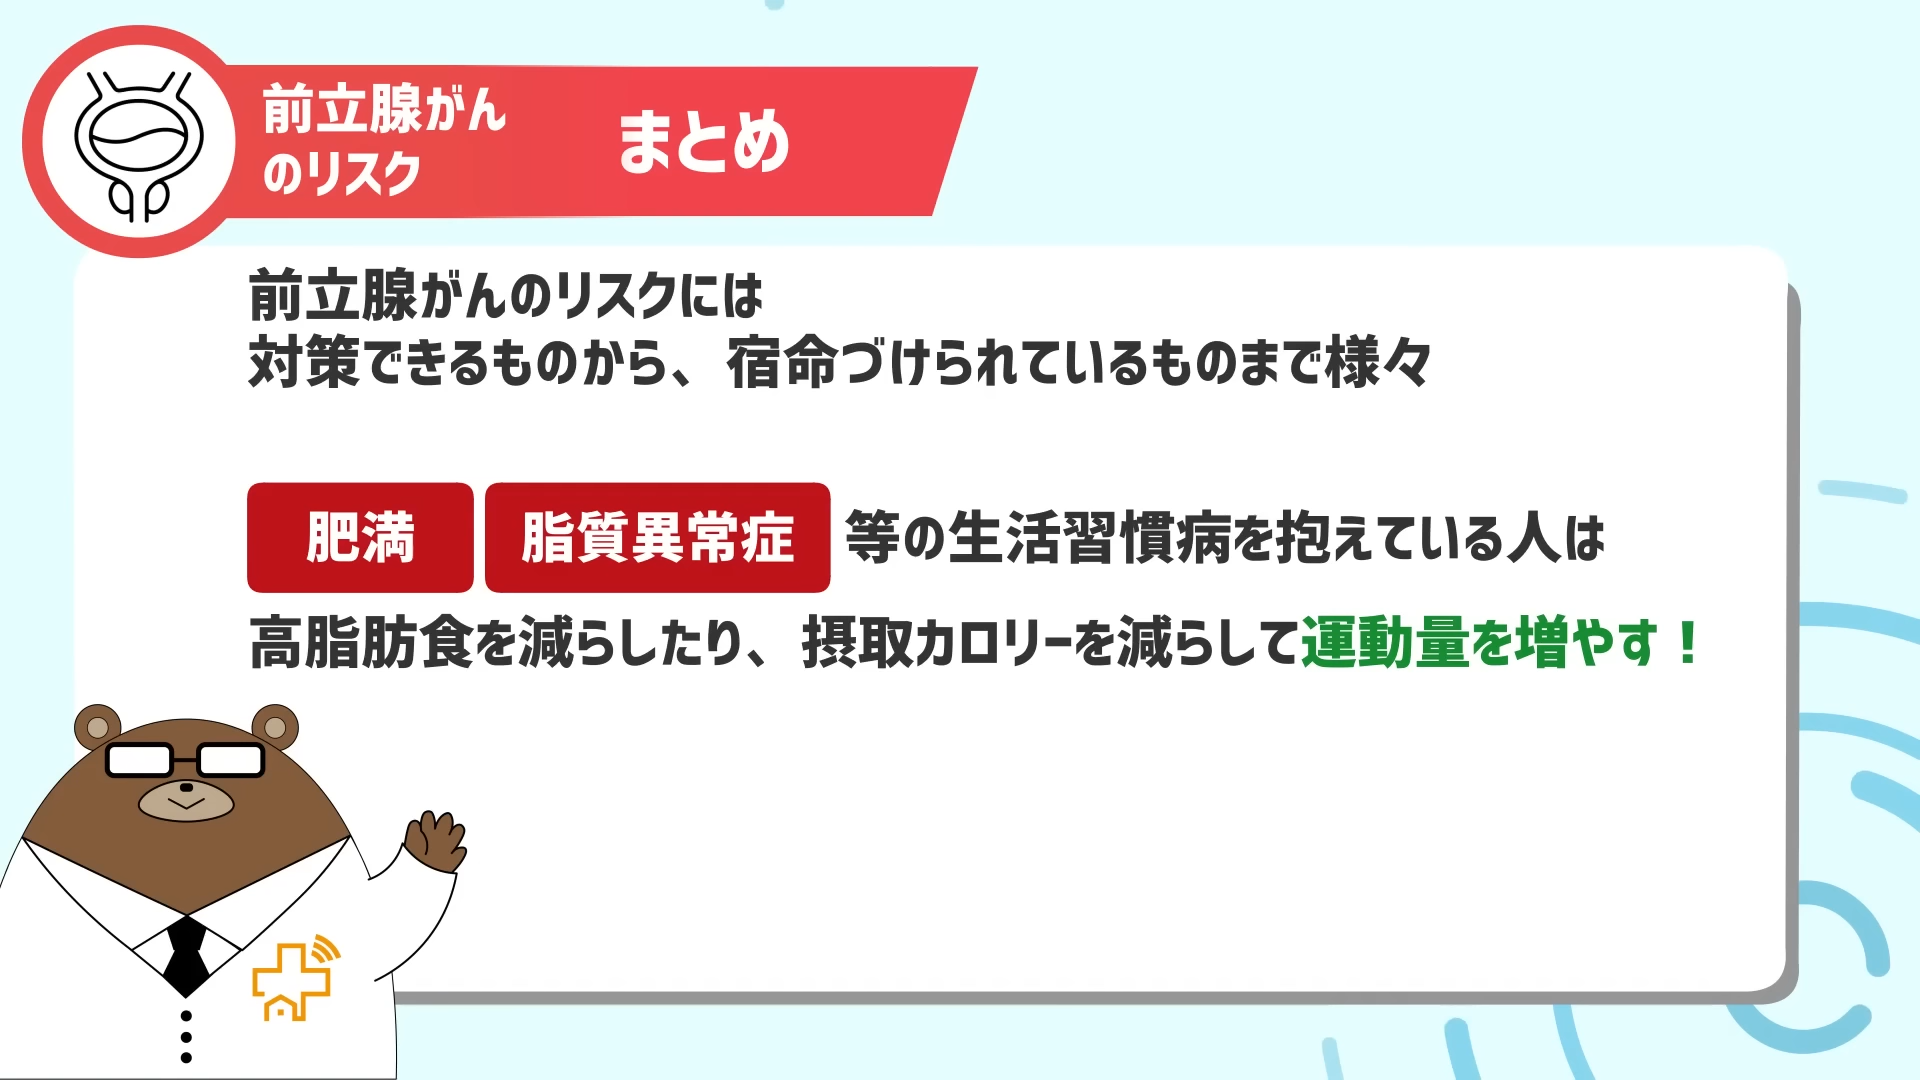 前立腺がん
のリスク
まとめ
前立腺がんのリスクには
対策できるものから、宿命づけられているものまで様々
肥満 脂質異常症 等の生活習慣病を抱えている人は
高脂肪食を減らしたり、摂取カロリーを減らして運動量を増やす！